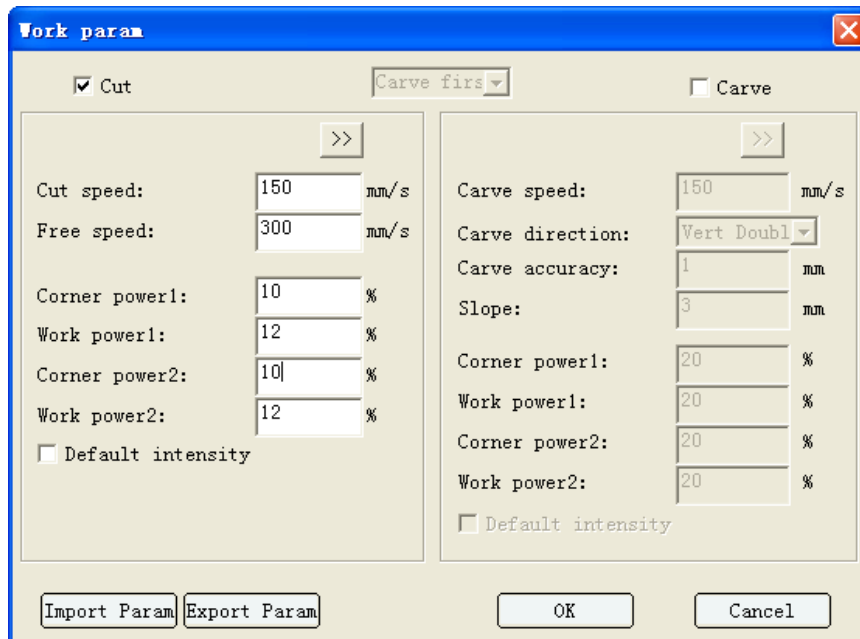 Work param
Cut
Carve firs
Carve
>>
Cut speed: 150 mm/s
Free speed: 300 mm/s
Corner power1: 10 %
Work power1: 12 %
Corner power2: 10 %
Work power2: 12 %
Default intensity
>>
Carve speed: 150 mm/s
Carve direction: Vert Doubl
Carve accuracy: 1 mm
Slope: 3 mm
Corner power1: 20 %
Work power1: 20 %
Corner power2: 20 %
Work power2: 20 %
Default intensity
Import Param Export Param OK Cancel